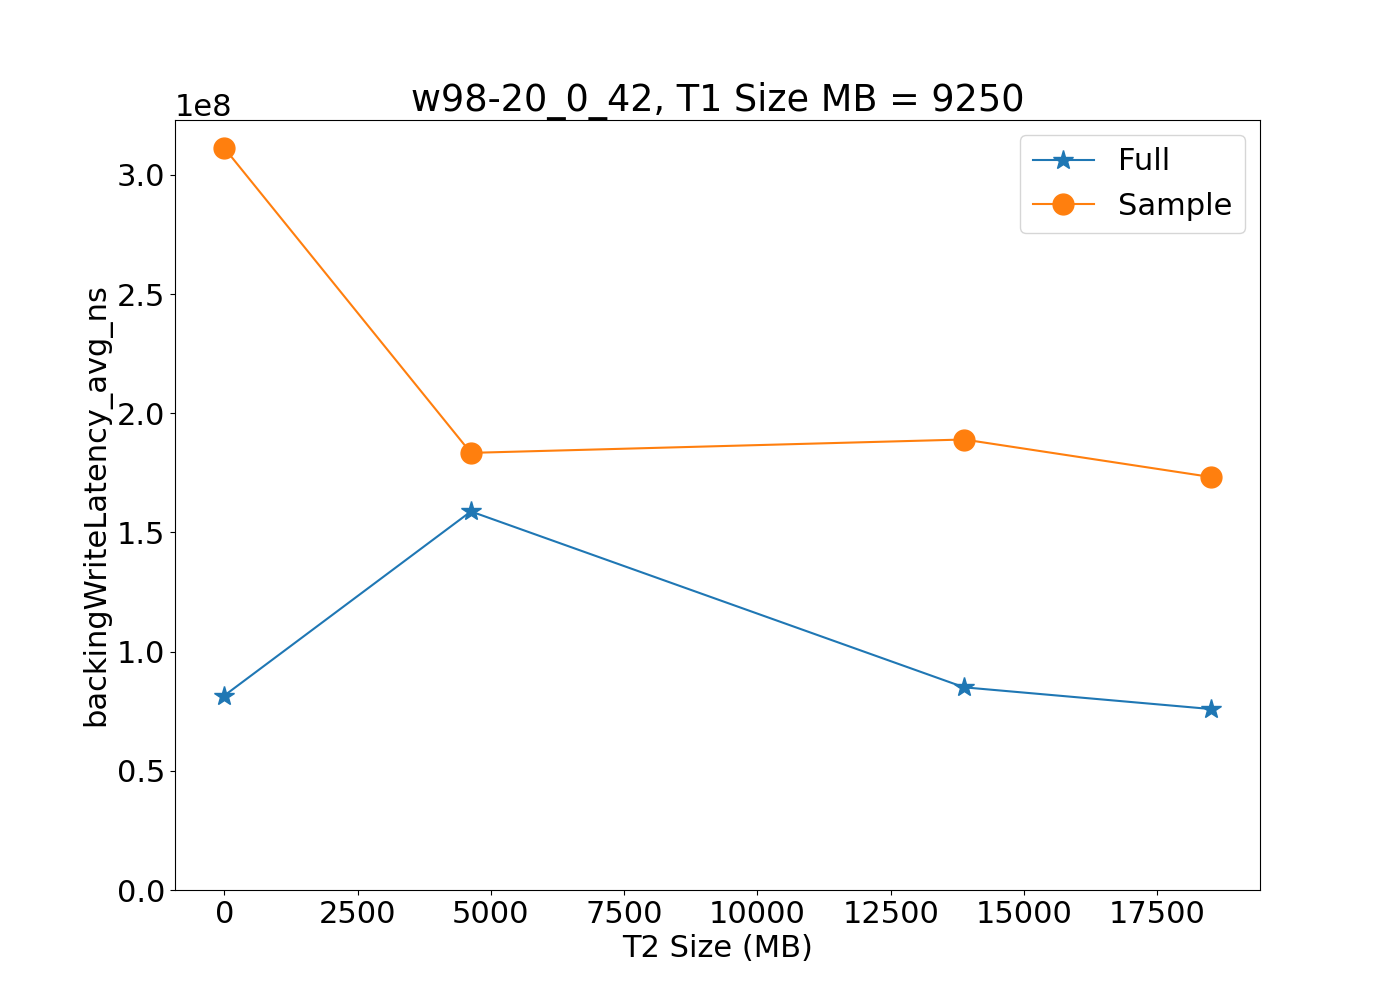 w98-20_0_42, T1 Size MB = 9250
1e8
Full
Sample
3.0
2.5
2.0
1.5
1.0
0.5
0.0
backingWriteLatency_avg_ns
0 2500 5000 7500 10000 12500 15000 17500
T2 Size (MB)